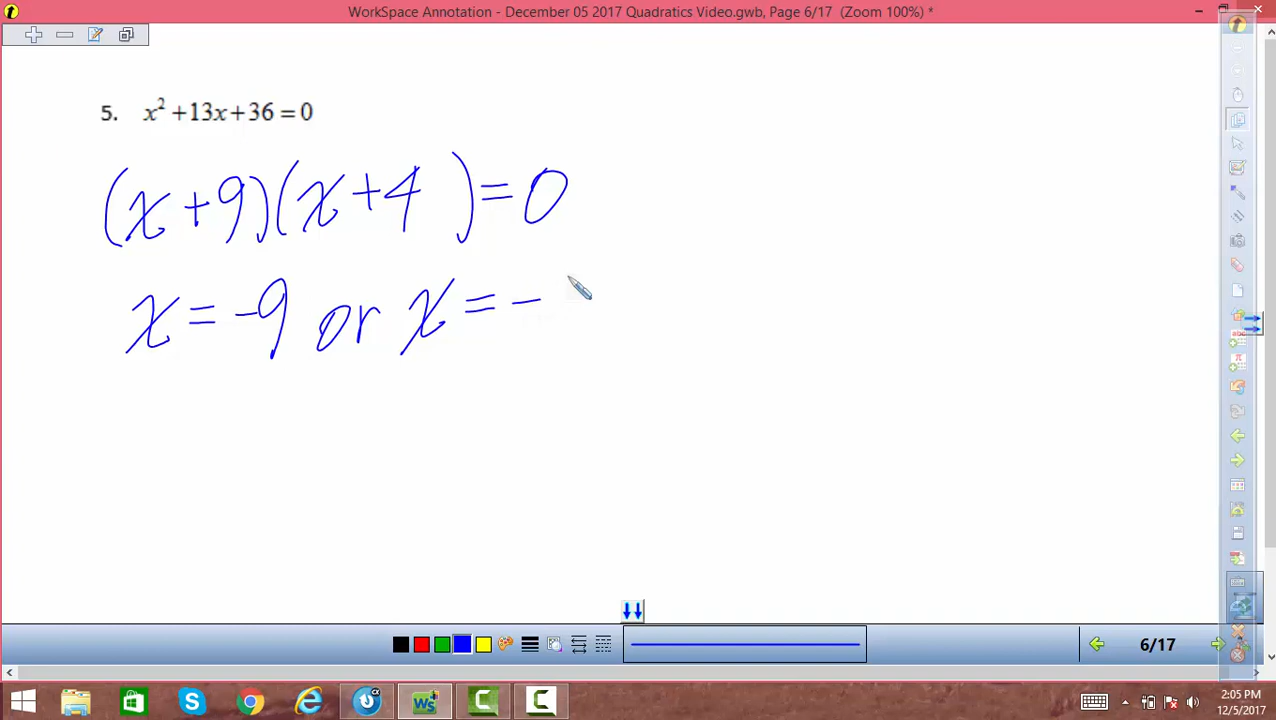 WorkSpace Annotation - December 05 2017 Quadratics Video.gwb, Page 6/17 (Zoom 100%) *
5. x² +13x+36 = 0
(x+9)(x+4 )=0
x = -9 or x = -
6/17
2:05 PM
12/5/2017